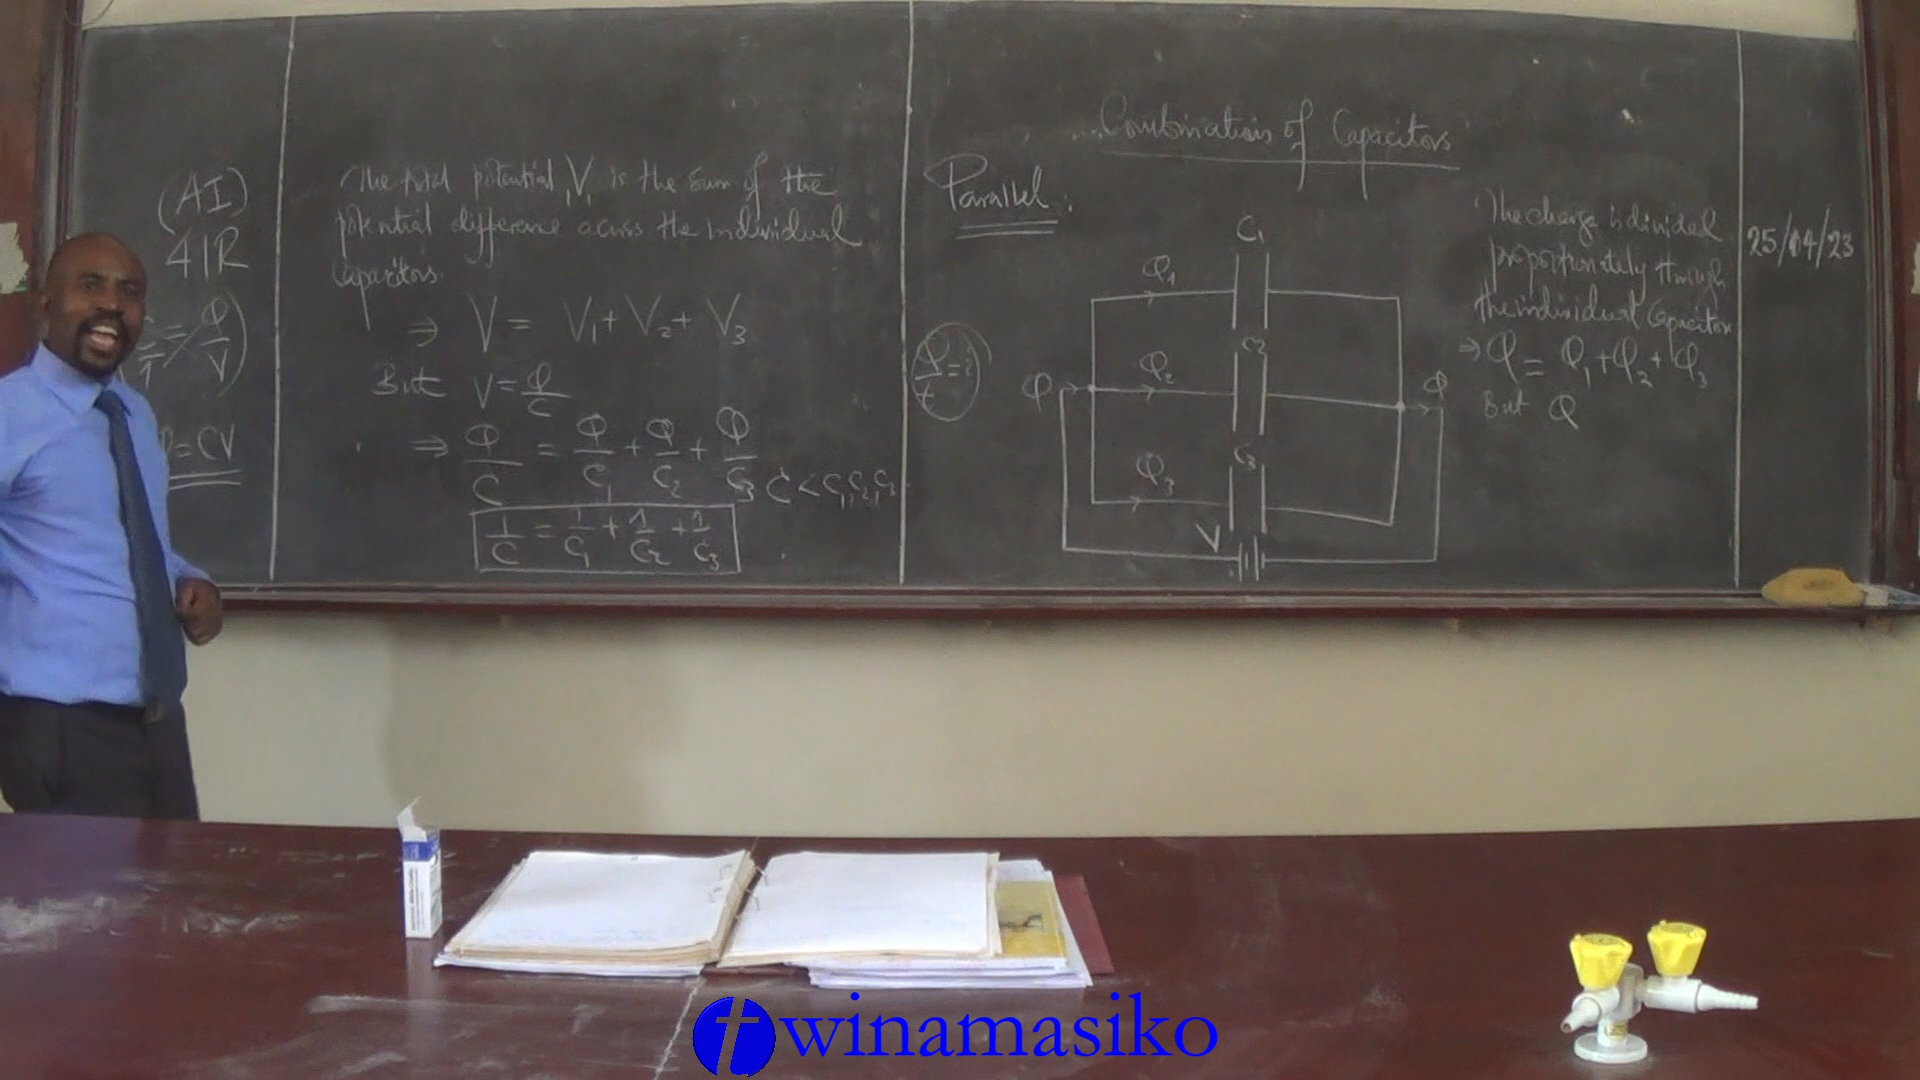 (AI)
41R
Q/V
=CV
The total potential, V, is the sum of the
potential difference across the individual
Capacitors.
⇒ V = V₁ + V₂ + V₃
But V = Q/C
⇒ Q/C = Q/C₁ + Q/C₂ + Q/C₃ C < C₁, C₂, C₃
1/C = 1/C₁ + 1/C₂ + 1/C₃
Combination of Capacitors
Parallel:
Q/t = i
C₁
Q₁
C₂
Q₂
Q
Q
C₃
Q₃
V
The charge is divided
proportionately through
the individual Capacitors
⇒ Q = Q₁ + Q₂ + Q₃
But Q
25/04/23
twinamasiko